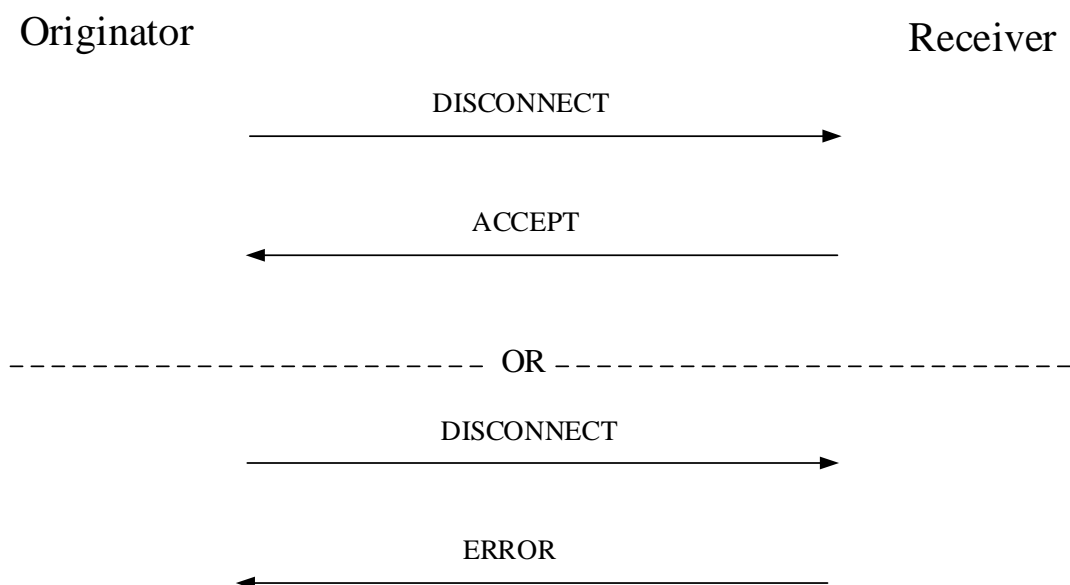 Originator
Receiver
DISCONNECT
ACCEPT
OR
DISCONNECT
ERROR